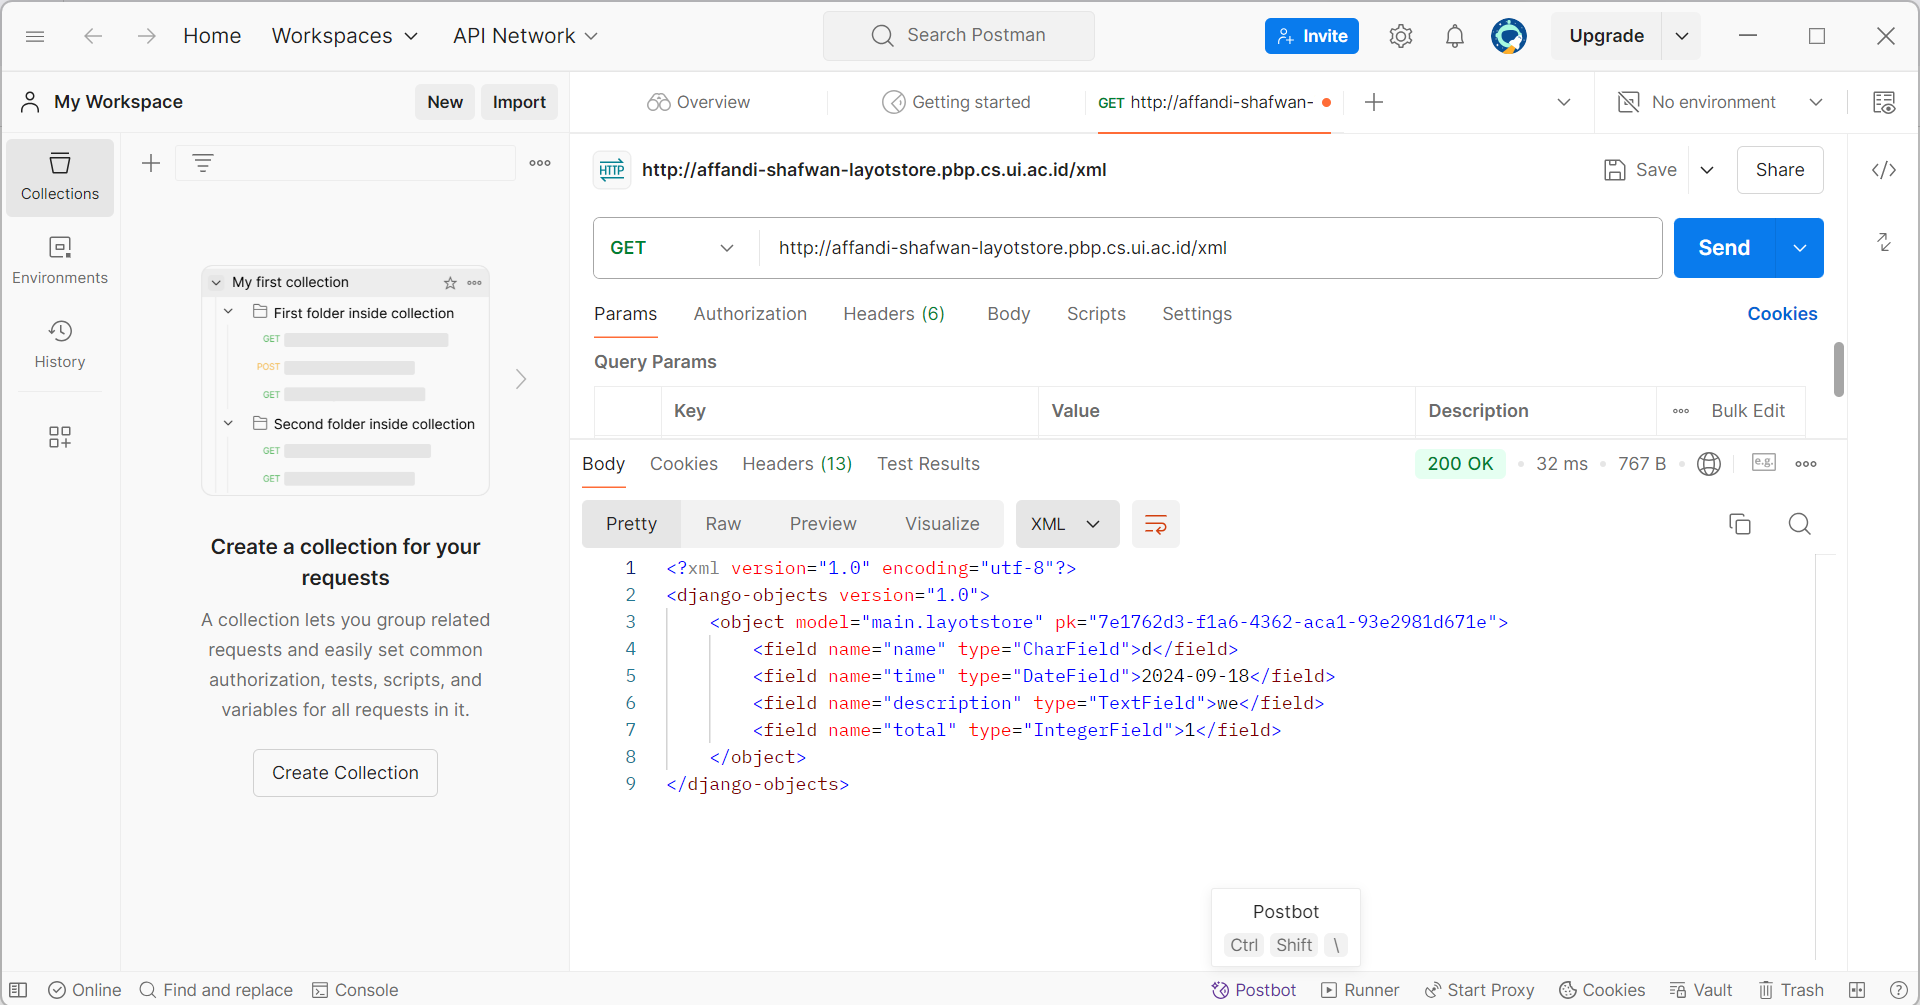 Home Workspaces API Network Search Postman Invite Upgrade
My Workspace New Import Overview Getting started GET http://affandi-shafwan- No environment
Collections
Environments
History
My first collection
First folder inside collection
GET
POST
GET
Second folder inside collection
GET
GET
Create a collection for your
requests
A collection lets you group related
requests and easily set common
authorization, tests, scripts, and
variables for all requests in it.
Create Collection
HTTP http://affandi-shafwan-layotstore.pbp.cs.ui.ac.id/xml Save Share
GET http://affandi-shafwan-layotstore.pbp.cs.ui.ac.id/xml Send
Params Authorization Headers (6) Body Scripts Settings Cookies
Query Params
Key Value Description Bulk Edit
Body Cookies Headers (13) Test Results 200 OK 32 ms 767 B e.g.
Pretty Raw Preview Visualize XML
1 <?xml version="1.0" encoding="utf-8"?>
2 <django-objects version="1.0">
3 <object model="main.layotstore" pk="7e1762d3-f1a6-4362-aca1-93e2981d671e">
4 <field name="name" type="CharField">d</field>
5 <field name="time" type="DateField">2024-09-18</field>
6 <field name="description" type="TextField">we</field>
7 <field name="total" type="IntegerField">1</field>
8 </object>
9 </django-objects>
Postbot
Ctrl Shift \
Online Find and replace Console Postbot Runner Start Proxy Cookies Vault Trash